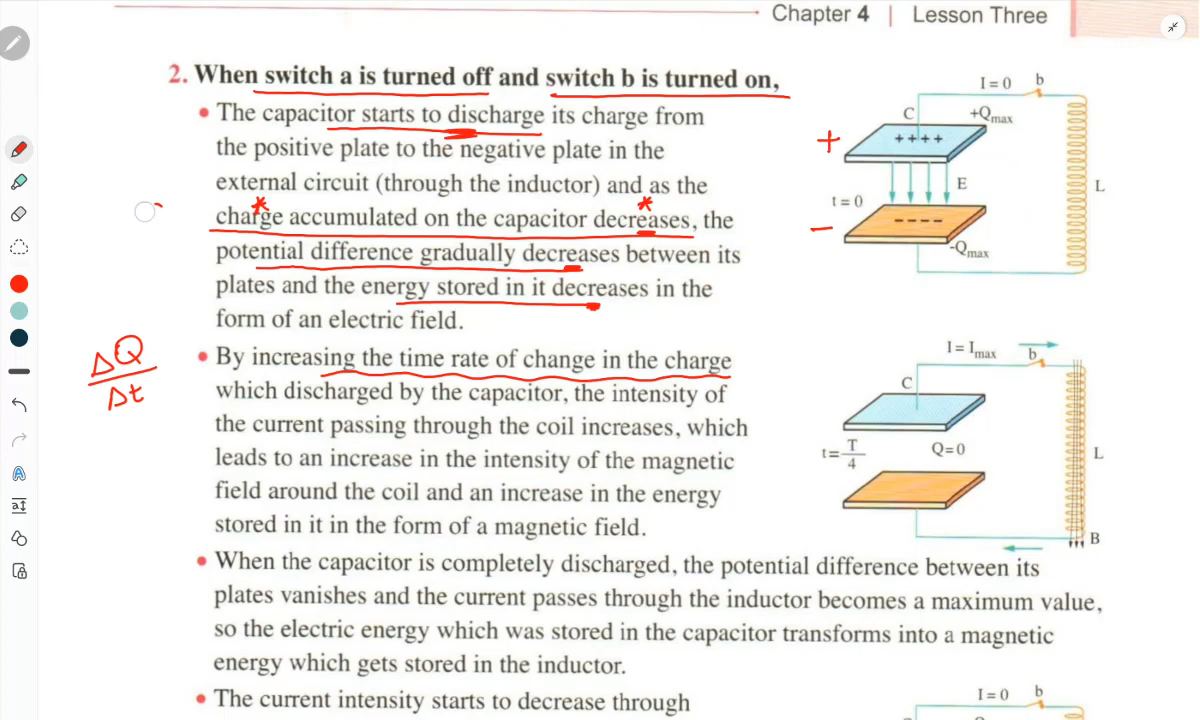 Chapter 4 | Lesson Three
2. When switch a is turned off and switch b is turned on,
• The capacitor starts to discharge its charge from
the positive plate to the negative plate in the
external circuit (through the inductor) and as the
charge accumulated on the capacitor decreases, the
potential difference gradually decreases between its
plates and the energy stored in it decreases in the
form of an electric field.
I = 0 b
C +Qmax
+ + + + +
E
L
t = 0
- - - - -
-Qmax
ΔQ
Δt
• By increasing the time rate of change in the charge
which discharged by the capacitor, the intensity of
the current passing through the coil increases, which
leads to an increase in the intensity of the magnetic
field around the coil and an increase in the energy
stored in it in the form of a magnetic field.
I = Imax b
C
t = T/4
Q=0
L
B
• When the capacitor is completely discharged, the potential difference between its
plates vanishes and the current passes through the inductor becomes a maximum value,
so the electric energy which was stored in the capacitor transforms into a magnetic
energy which gets stored in the inductor.
• The current intensity starts to decrease through
I = 0 b